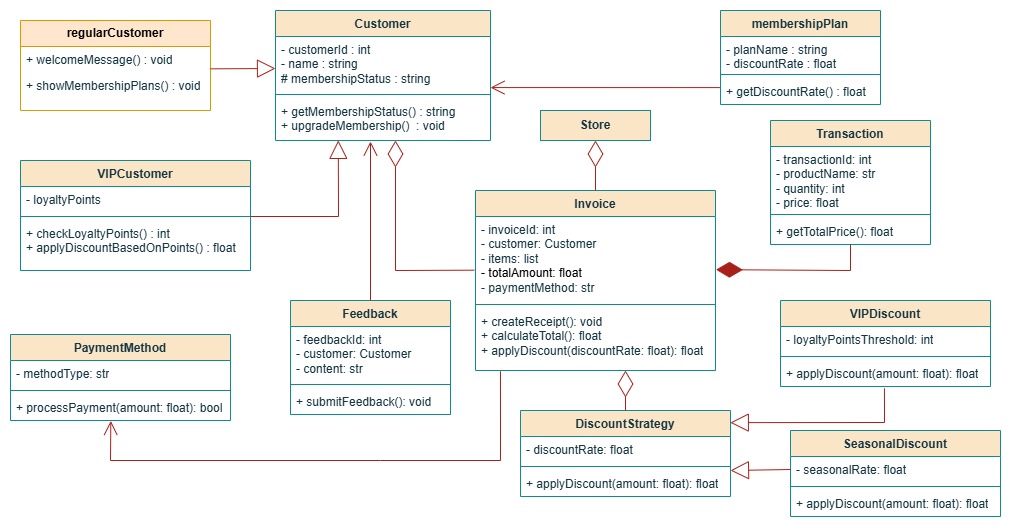 regularCustomer
+ welcomeMessage() : void
+ showMembershipPlans() : void
Customer
- customerId : int
- name : string
# membershipStatus : string
+ getMembershipStatus() : string
+ upgradeMembership()  : void
membershipPlan
- planName : string
- discountRate : float
+ getDiscountRate() : float
Store
Transaction
- transactionId: int
- productName: str
- quantity: int
- price: float
+ getTotalPrice(): float
VIPCustomer
- loyaltyPoints
+ checkLoyaltyPoints() : int
+ applyDiscountBasedOnPoints() : float
Invoice
- invoiceId: int
- customer: Customer
- items: list
- totalAmount: float
- paymentMethod: str
+ createReceipt(): void
+ calculateTotal(): float
+ applyDiscount(discountRate: float): float
Feedback
- feedbackId: int
- customer: Customer
- content: str
+ submitFeedback(): void
VIPDiscount
- loyaltyPointsThreshold: int
+ applyDiscount(amount: float): float
PaymentMethod
- methodType: str
+ processPayment(amount: float): bool
DiscountStrategy
- discountRate: float
+ applyDiscount(amount: float): float
SeasonalDiscount
- seasonalRate: float
+ applyDiscount(amount: float): float